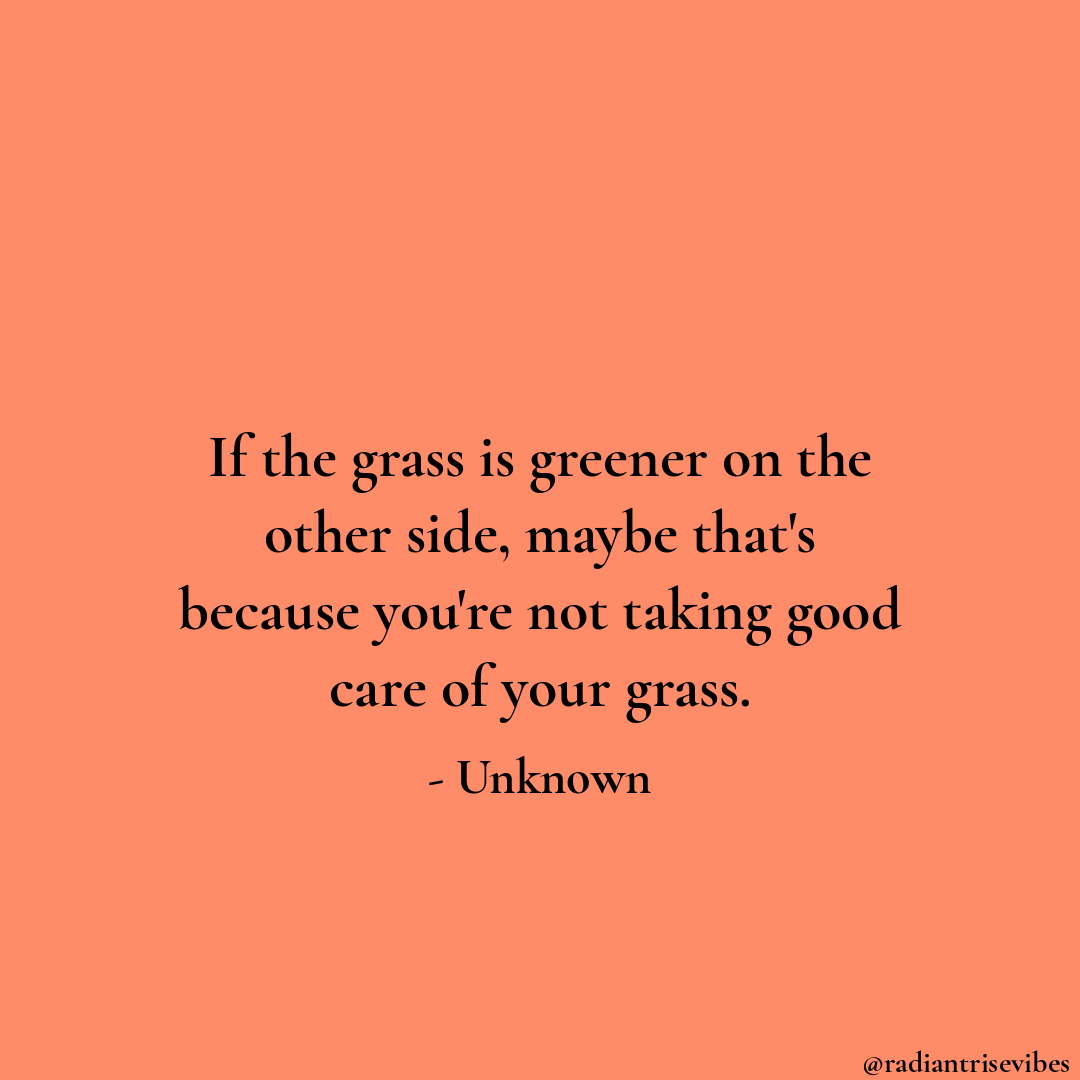 If the grass is greener on the
other side, maybe that's
because you're not taking good
care of your grass.
- Unknown
@radiantrisevibes